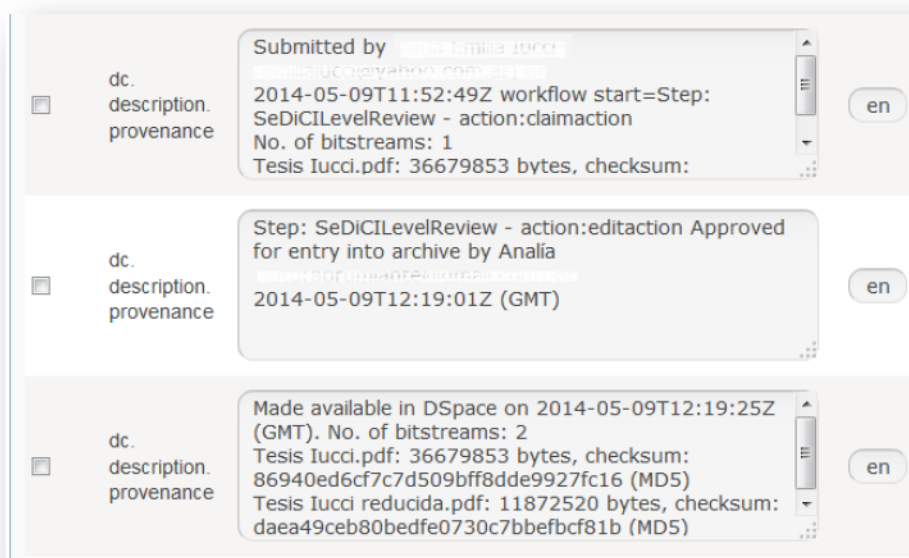 dc.
description.
provenance
Submitted by
2014-05-09T11:52:49Z workflow start=Step:
SeDiCILevelReview - action:claimaction
No. of bitstreams: 1
Tesis Iucci.pdf: 36679853 bytes, checksum:
en
dc.
description.
provenance
Step: SeDiCILevelReview - action:editaction Approved
for entry into archive by Analía
2014-05-09T12:19:01Z (GMT)
en
dc.
description.
provenance
Made available in DSpace on 2014-05-09T12:19:25Z
(GMT). No. of bitstreams: 2
Tesis Iucci.pdf: 36679853 bytes, checksum:
86940ed6cf7c7d509bff8dde9927fc16 (MD5)
Tesis Iucci reducida.pdf: 11872520 bytes, checksum:
daea49ceb80bedfe0730c7bbefbcf81b (MD5)
en